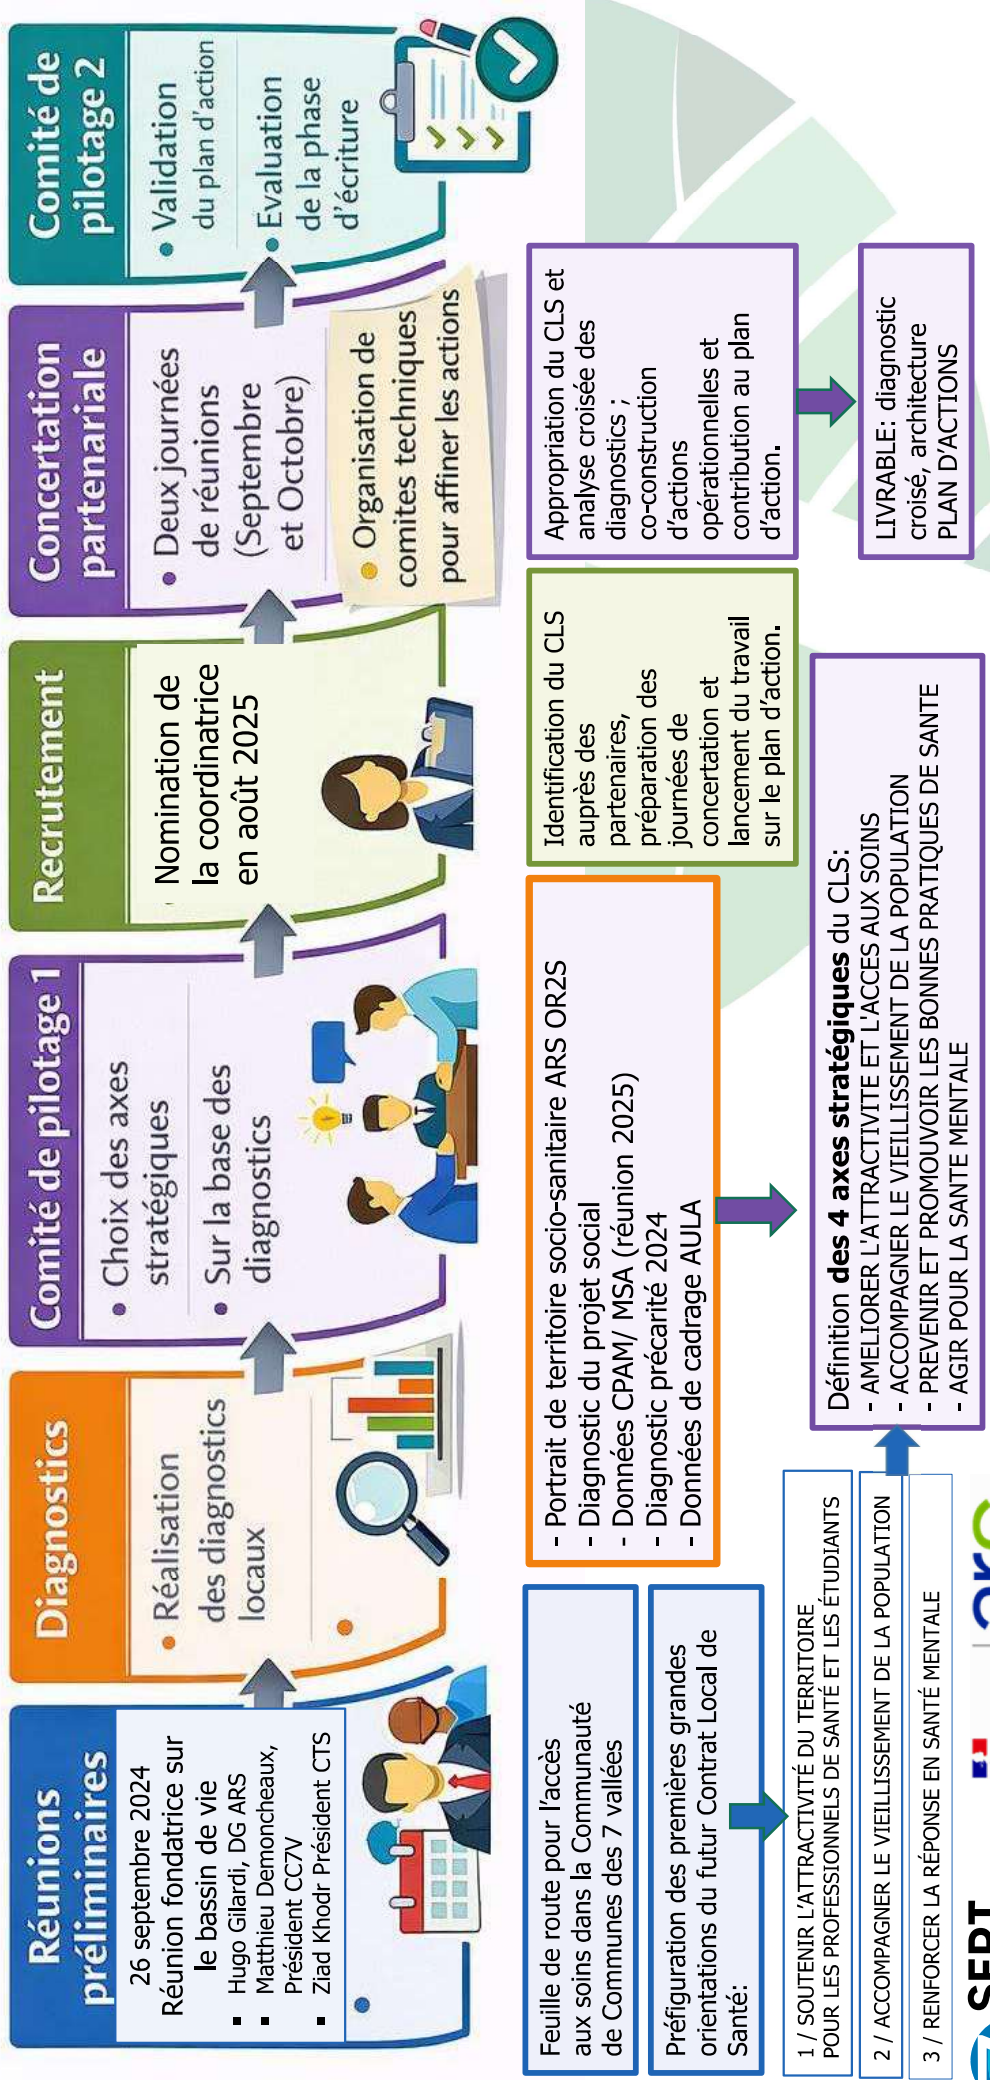 Réunions
préliminaires
26 septembre 2024
Réunion fondatrice sur
le bassin de vie
▪ Hugo Gilardi, DG ARS
▪ Matthieu Demoncheaux,
Président CC7V
▪ Ziad Khodr Président CTS
Diagnostics
• Réalisation
des diagnostics
locaux
Comité de pilotage 1
• Choix des axes
stratégiques
• Sur la base des
diagnostics
Recrutement
Nomination de
la coordinatrice
en août 2025
Concertation
partenariale
• Deux journées
de réunions
(Septembre
et Octobre)
• Organisation de
comites techniques
pour affiner les actions
Comité de
pilotage 2
• Validation
du plan d'action
• Evaluation
de la phase
d'écriture
Feuille de route pour l'accès
aux soins dans la Communauté
de Communes des 7 vallées
Préfiguration des premières grandes
orientations du futur Contrat Local de
Santé:
1 / SOUTENIR L'ATTRACTIVITÉ DU TERRITOIRE
POUR LES PROFESSIONNELS DE SANTÉ ET LES ÉTUDIANTS
2 / ACCOMPAGNER LE VIEILLISSEMENT DE LA POPULATION
3 / RENFORCER LA RÉPONSE EN SANTÉ MENTALE
- Portrait de territoire socio-sanitaire ARS OR2S
- Diagnostic du projet social
- Données CPAM/ MSA (réunion 2025)
- Diagnostic précarité 2024
- Données de cadrage AULA
Définition des 4 axes stratégiques du CLS:
- AMELIORER L'ATTRACTIVITE ET L'ACCES AUX SOINS
- ACCOMPAGNER LE VIEILLISSEMENT DE LA POPULATION
- PREVENIR ET PROMOUVOIR LES BONNES PRATIQUES DE SANTE
- AGIR POUR LA SANTE MENTALE
Identification du CLS
auprès des
partenaires,
préparation des
journées de
concertation et
lancement du travail
sur le plan d'action.
Appropriation du CLS et
analyse croisée des
diagnostics ;
co-construction
d'actions
opérationnelles et
contribution au plan
d'action.
LIVRABLE: diagnostic
croisé, architecture
PLAN D'ACTIONS